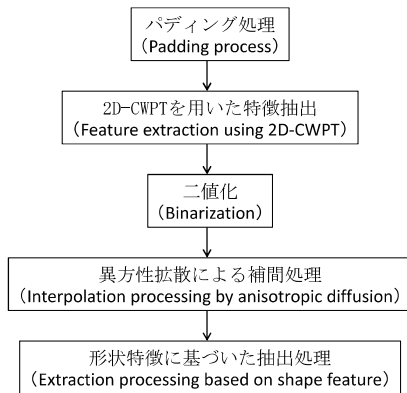 パディング処理
(Padding process)
2D-CWPTを用いた特徴抽出
(Feature extraction using 2D-CWPT)
二値化
(Binarization)
異方性拡散による補間処理
(Interpolation processing by anisotropic diffusion)
形状特徴に基づいた抽出処理
(Extraction processing based on shape feature)